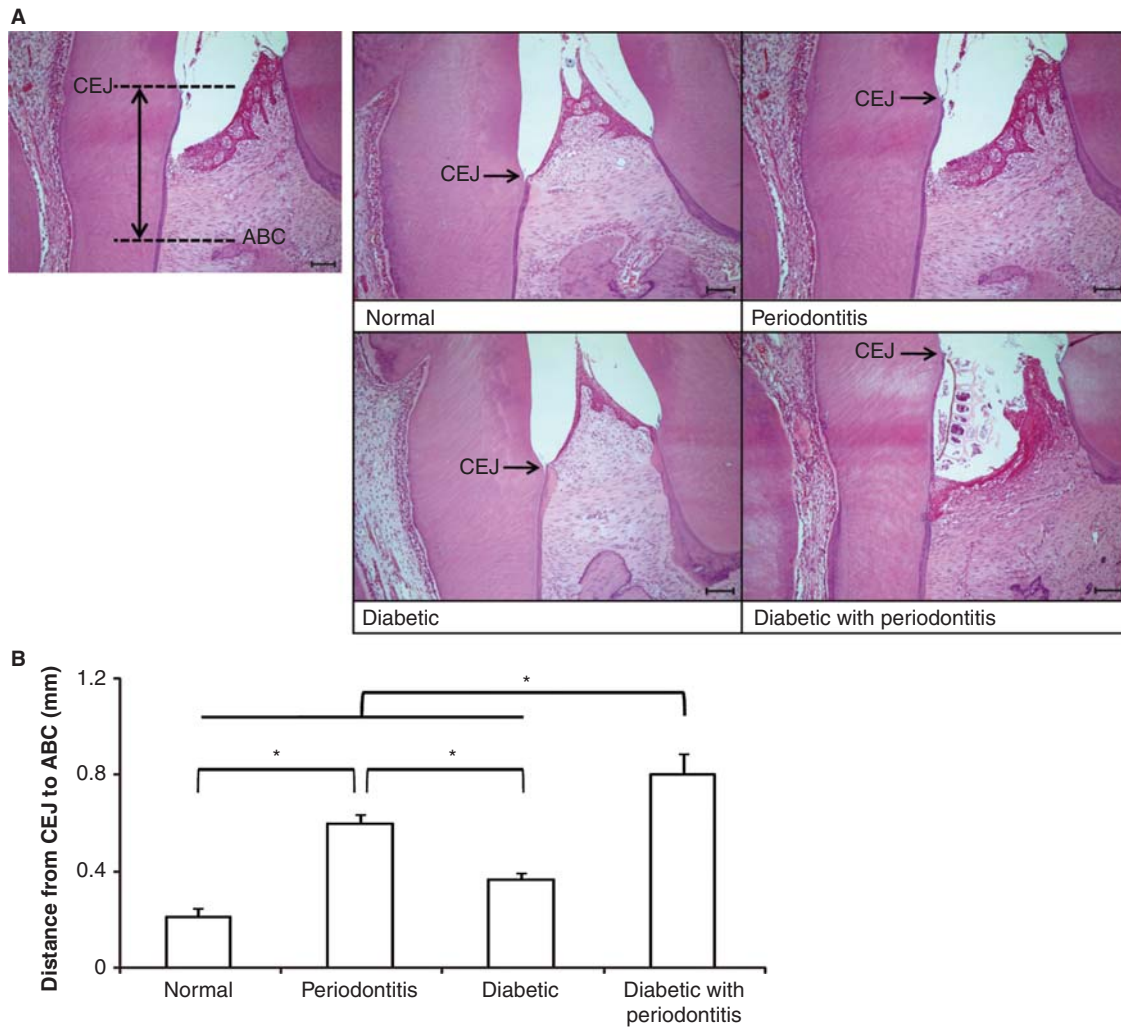 A
CEJ
ABC
CEJ
CEJ
Normal
Periodontitis
CEJ
CEJ
Diabetic
Diabetic with periodontitis
B
Distance from CEJ to ABC (mm)
1.2
0.8
0.4
0
*
*
*
Normal
Periodontitis
Diabetic
Diabetic with
periodontitis